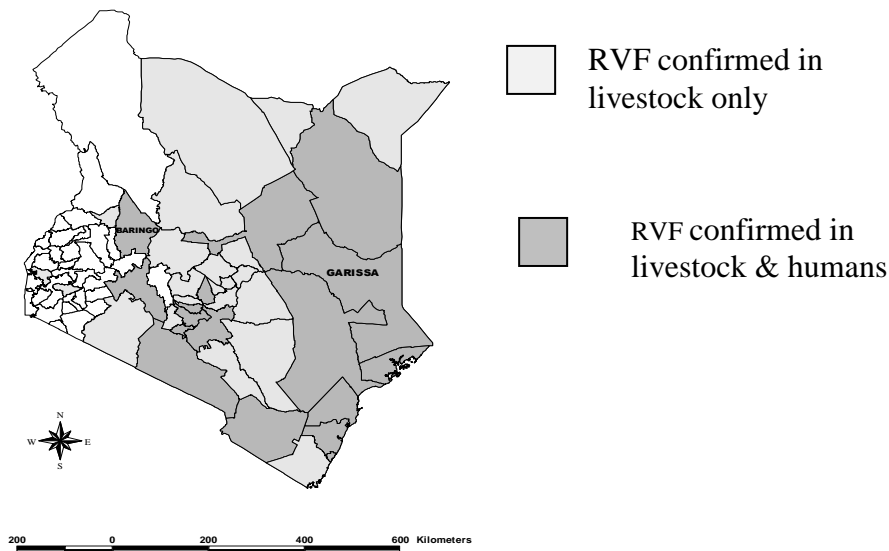 RVF confirmed in
livestock only
BARINGO
RVF confirmed in
livestock & humans
GARISSA
N
W E
S
200 0 200 400 600 Kilometers